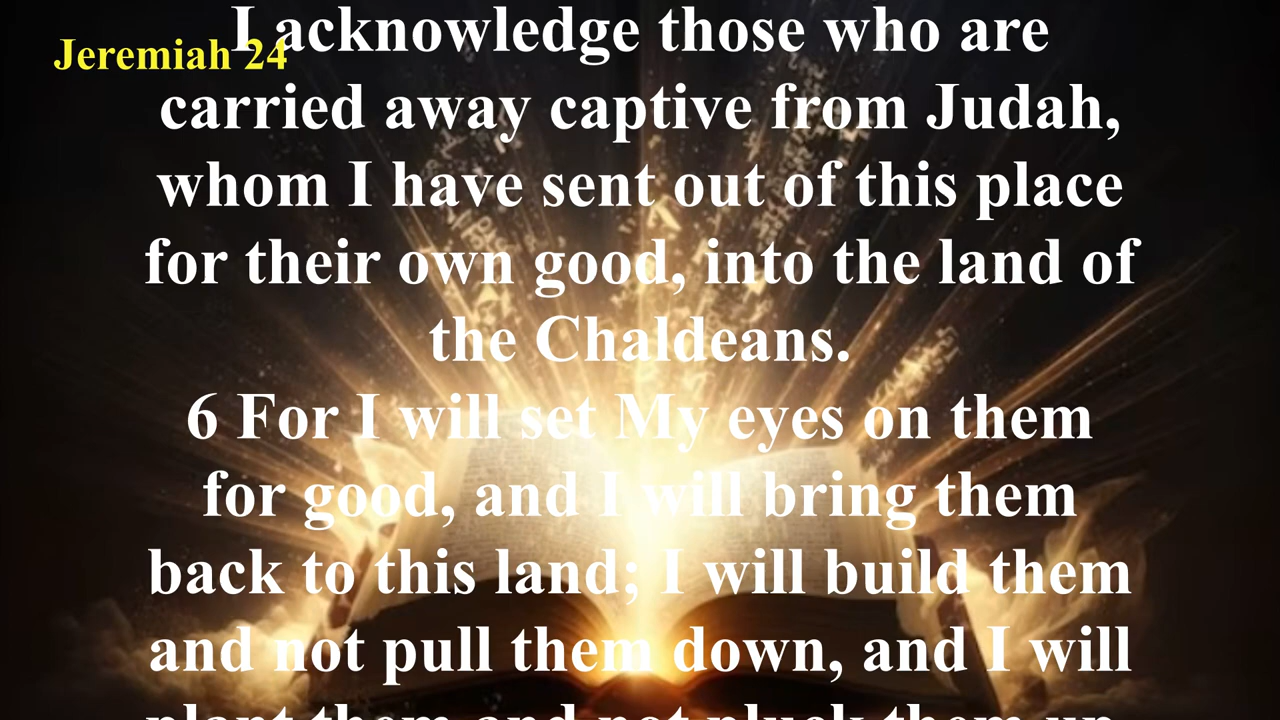 Jeremiah 24
I acknowledge those who are
carried away captive from Judah,
whom I have sent out of this place
for their own good, into the land of
the Chaldeans.
6 For I will set My eyes on them
for good, and I will bring them
back to this land; I will build them
and not pull them down, and I will
plant them and not pluck them up